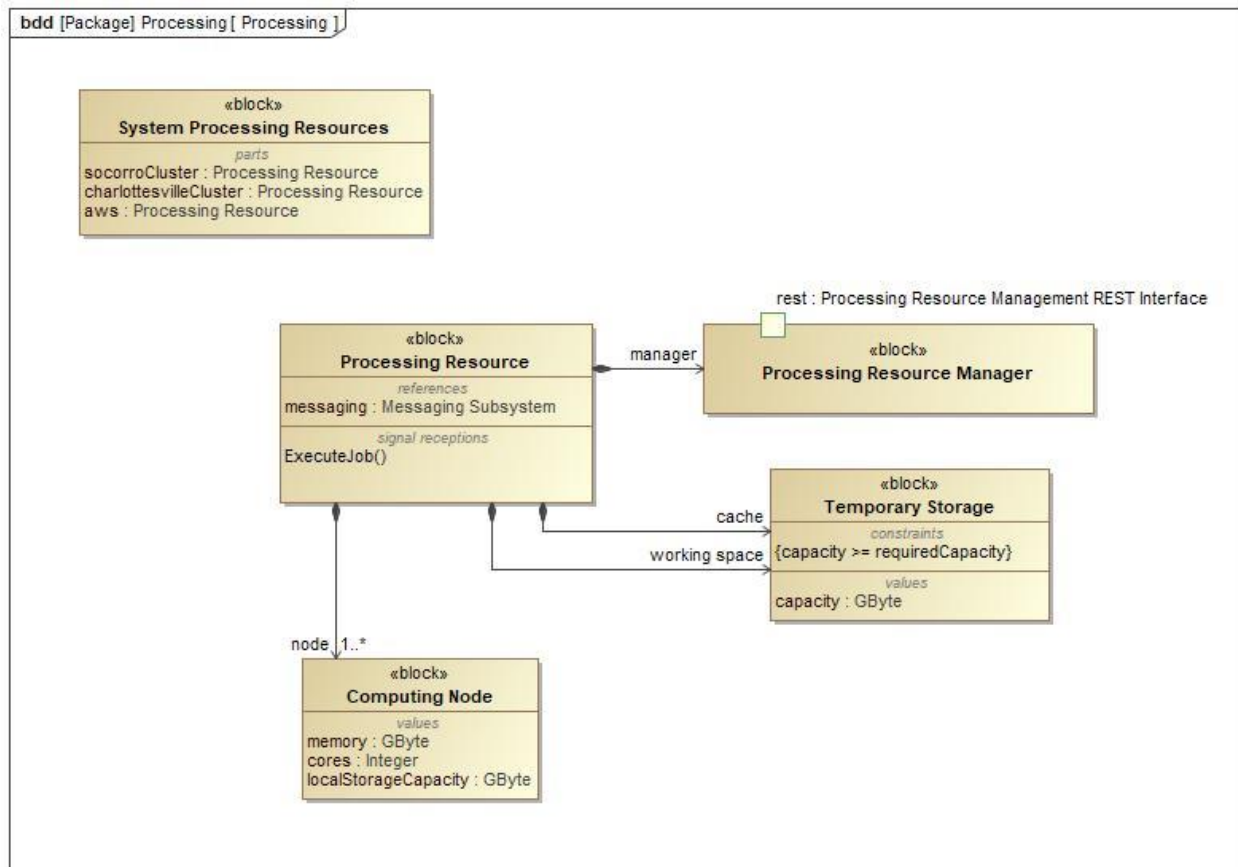 bdd [Package] Processing [ Processing ]
«block»
System Processing Resources
parts
socorroCluster : Processing Resource
charlottesvilleCluster : Processing Resource
aws : Processing Resource
rest : Processing Resource Management REST Interface
«block»
Processing Resource
references
messaging : Messaging Subsystem
signal receptions
ExecuteJob()
manager
«block»
Processing Resource Manager
cache
working space
«block»
Temporary Storage
constraints
{capacity >= requiredCapacity}
values
capacity : GByte
node 1..*
«block»
Computing Node
values
memory : GByte
cores : Integer
localStorageCapacity : GByte